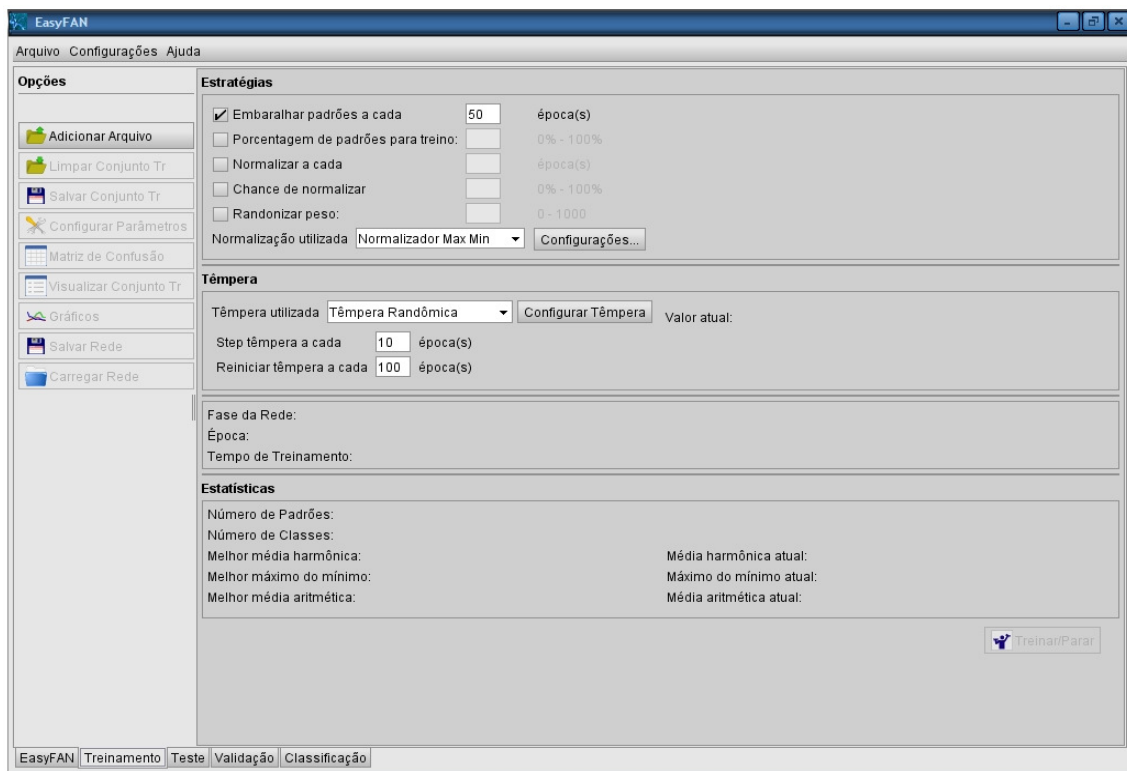 EasyFAN
Arquivo Configurações Ajuda
Opções
Adicionar Arquivo
Limpar Conjunto Tr
Salvar Conjunto Tr
Configurar Parâmetros
Matriz de Confusão
Visualizar Conjunto Tr
Gráficos
Salvar Rede
Carregar Rede
Estratégias
Embaralhar padrões a cada 50 época(s)
Porcentagem de padrões para treino: 0% - 100%
Normalizar a cada época(s)
Chance de normalizar 0% - 100%
Randonizar peso: 0 - 1000
Normalização utilizada Normalizador Max Min Configurações...
Têmpera
Têmpera utilizada Têmpera Randômica Configurar Têmpera Valor atual:
Step têmpera a cada 10 época(s)
Reiniciar têmpera a cada 100 época(s)
Fase da Rede:
Época:
Tempo de Treinamento:
Estatísticas
Número de Padrões:
Número de Classes:
Melhor média harmônica: Média harmônica atual:
Melhor máximo do mínimo: Máximo do mínimo atual:
Melhor média aritmética: Média aritmética atual:
Treinar/Parar
EasyFAN Treinamento Teste Validação Classificação